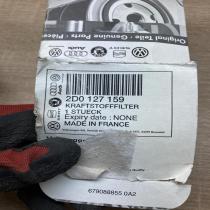 Original Teile · Genuine Parts · Pièces
Audi
2D0 127 159
KRAFTSTOFFFILTER
1 STUECK
Expiry date : NONE
MADE IN FRANCE
679088855 0A2